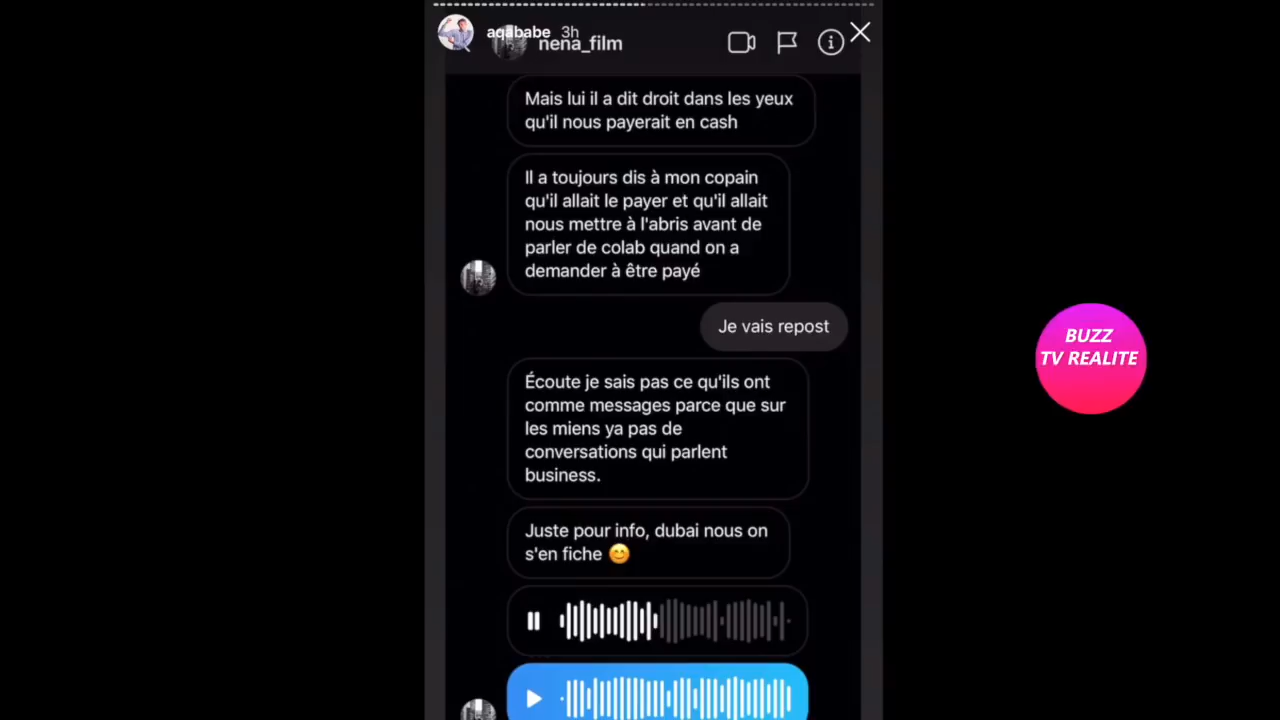 aqababe 3h
nena_film
Mais lui il a dit droit dans les yeux
qu'il nous payerait en cash
Il a toujours dis à mon copain
qu'il allait le payer et qu'il allait
nous mettre à l'abris avant de
parler de colab quand on a
demander à être payé
Je vais repost
BUZZ
TV REALITE
Écoute je sais pas ce qu'ils ont
comme messages parce que sur
les miens ya pas de
conversations qui parlent
business.
Juste pour info, dubai nous on
s'en fiche 😊